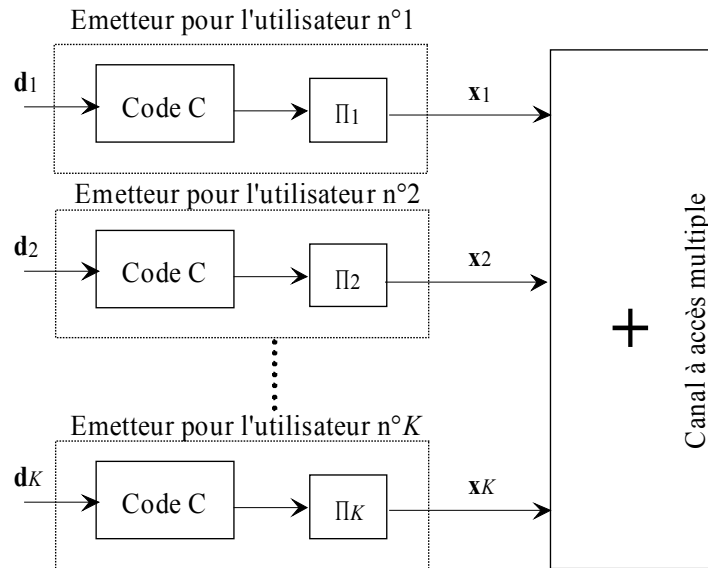 Emetteur pour l'utilisateur n°1
d1
Code C
Π1
x1
Emetteur pour l'utilisateur n°2
d2
Code C
Π2
x2
Emetteur pour l'utilisateur n°K
dK
Code C
ΠK
xK
+
Canal à accès multiple